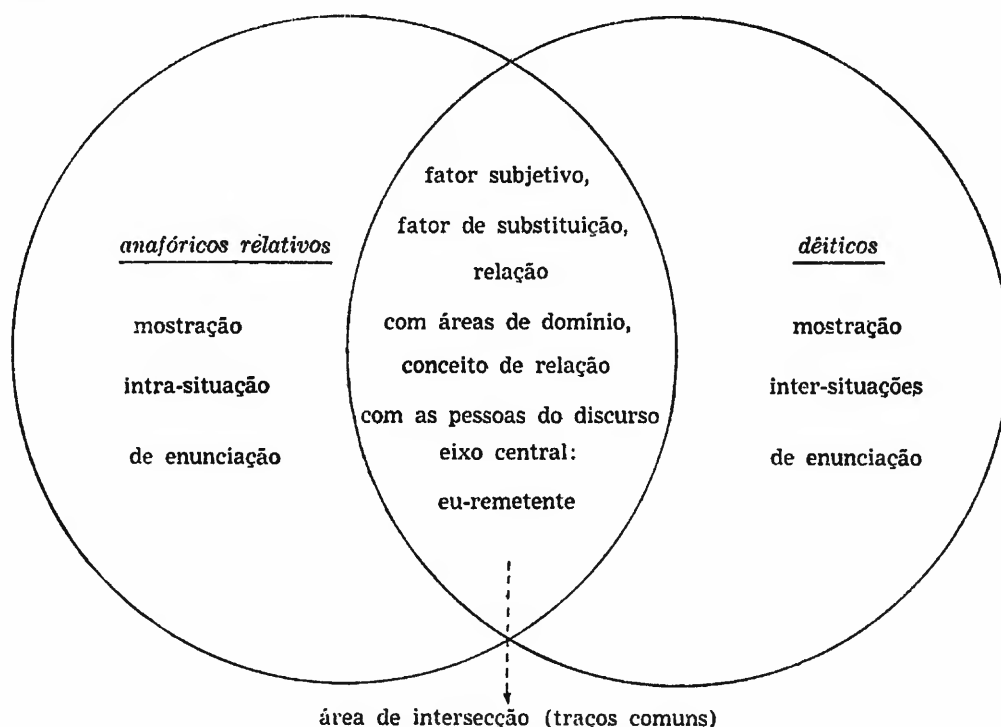 anafóricos relativos
mostração
intra-situação
de enunciação
fator subjetivo,
fator de substituição,
relação
com áreas de domínio,
conceito de relação
com as pessoas do discurso
eixo central:
eu-remetente
dêiticos
mostração
inter-situações
de enunciação
área de intersecção (traços comuns)